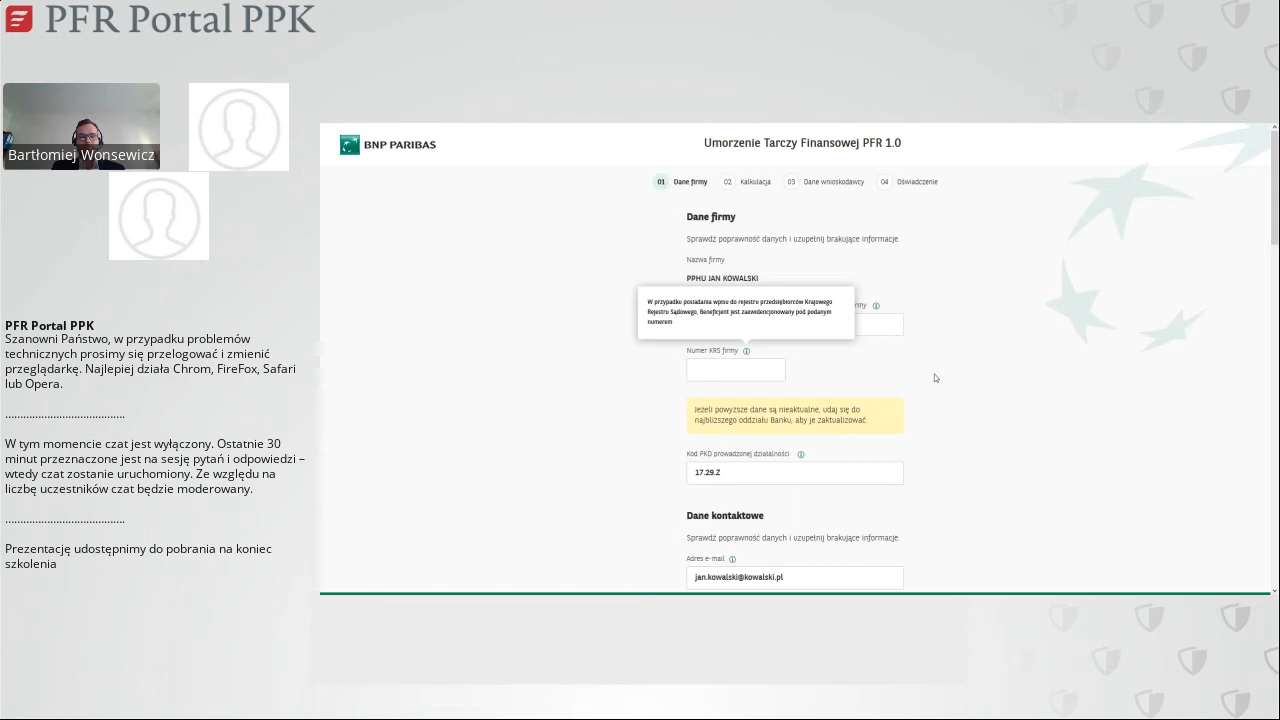 PFR Portal PPK
Bartłomiej Wonsewicz
PFR Portal PPK
Szanowni Państwo, w przypadku problemów
technicznych prosimy się przelogować i zmienić
przeglądarkę. Najlepiej działa Chrom, FireFox, Safari
lub Opera.
........................................
W tym momencie czat jest wyłączony. Ostatnie 30
minut przeznaczone jest na sesję pytań i odpowiedzi –
wtedy czat zostanie uruchomiony. Ze względu na
liczbę uczestników czat będzie moderowany.
........................................
Prezentację udostępnimy do pobrania na koniec
szkolenia
BNP PARIBAS
Umorzenie Tarczy Finansowej PFR 1.0
01 Dane firmy 02 Kalkulacja 03 Dane wnioskodawcy 04 Oświadczenie
Dane firmy
Sprawdź poprawność danych i uzupełnij brakujące informacje.
Nazwa firmy
PPHU JAN KOWALSKI
W przypadku posiadania wpisu do rejestru przedsiębiorców Krajowego
Rejestru Sądowego, Beneficjent jest zaewidencjonowany pod podanym
numerem
Numer KRS firmy
Jeżeli powyższe dane są nieaktualne, udaj się do
najbliższego oddziału Banku, aby je zaktualizować
Kod PKD prowadzonej działalności
17.29.Z
Dane kontaktowe
Sprawdź poprawność danych i uzupełnij brakujące informacje.
Adres e-mail
jan.kowalski@kowalski.pl